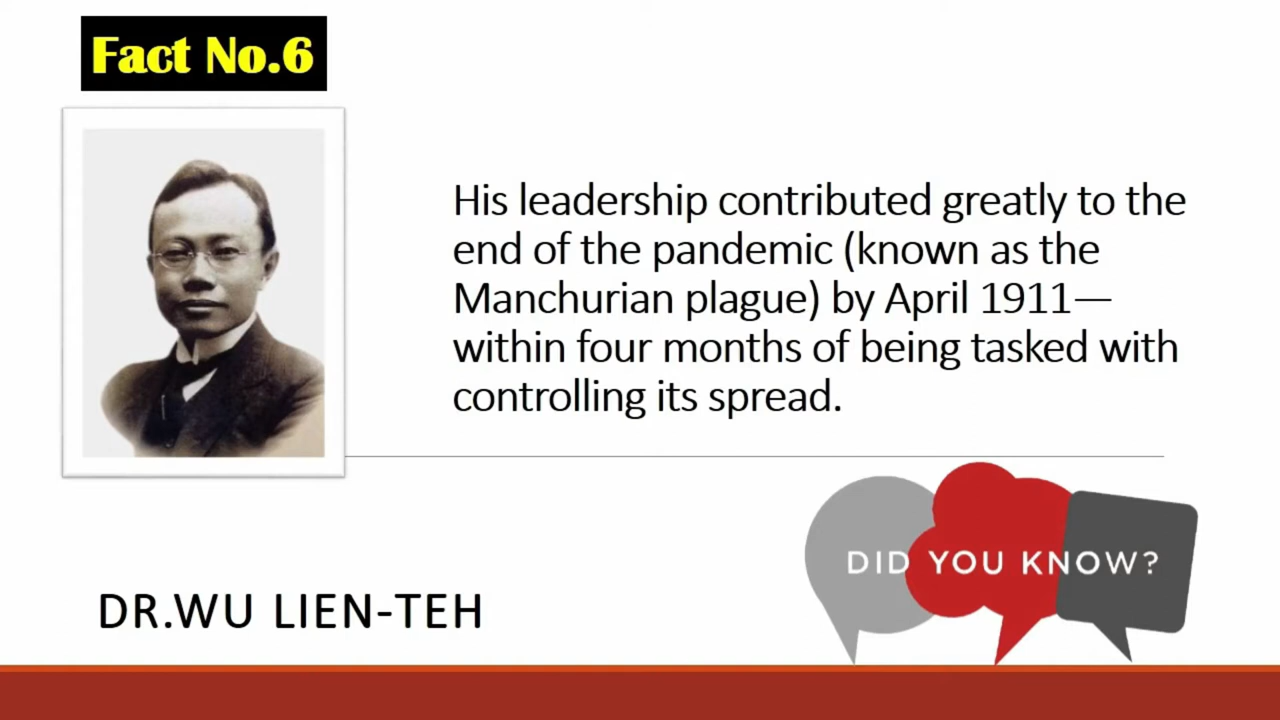 Fact No.6
His leadership contributed greatly to the
end of the pandemic (known as the
Manchurian plague) by April 1911—
within four months of being tasked with
controlling its spread.
DID YOU KNOW?
DR.WU LIEN-TEH